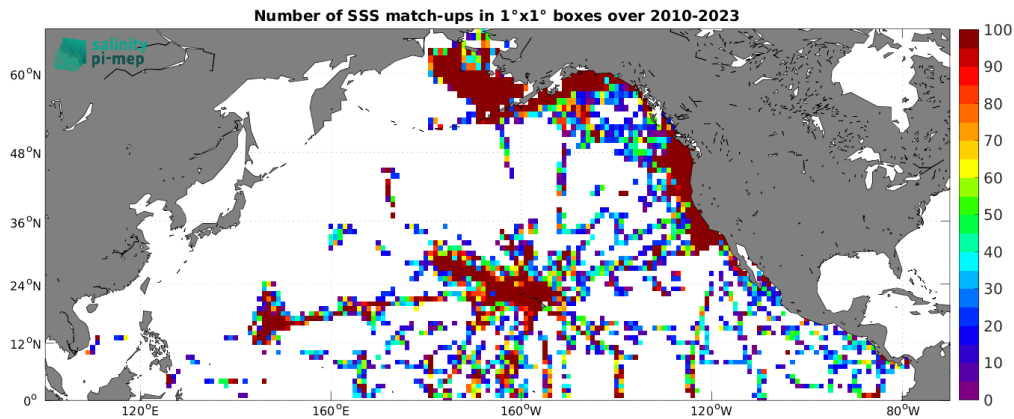 Number of SSS match-ups in 1°x1° boxes over 2010-2023
salinity
pi-mep
60°N
48°N
36°N
24°N
12°N
0°
120°E
160°E
160°W
120°W
80°W
100
90
80
70
60
50
40
30
20
10
0